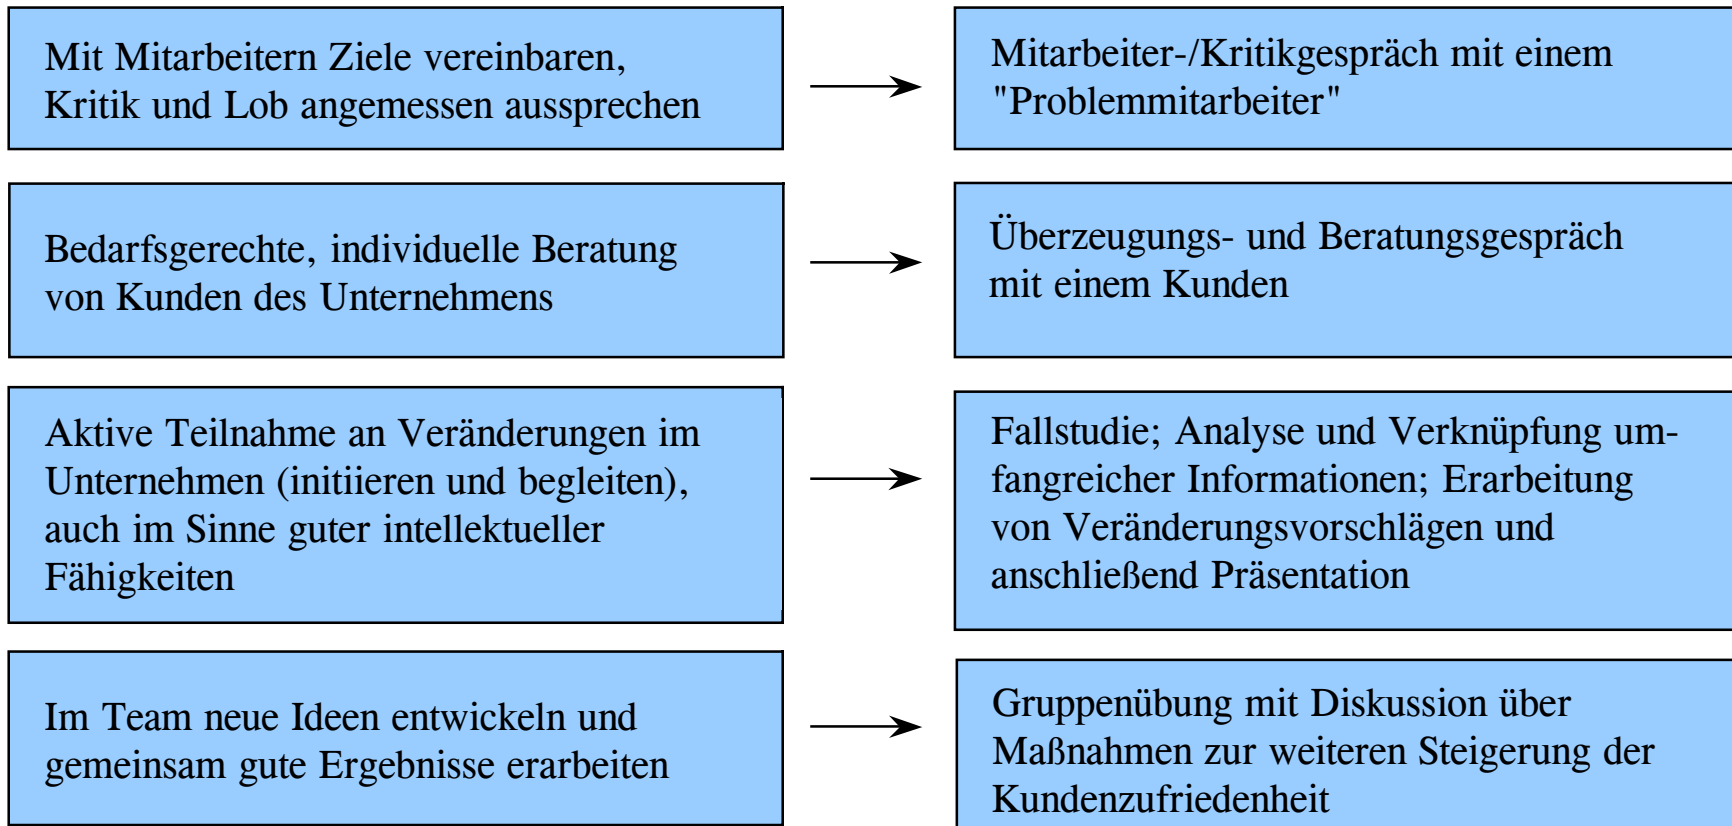 Mit Mitarbeitern Ziele vereinbaren,
Kritik und Lob angemessen aussprechen
Mitarbeiter-/Kritikgespräch mit einem
"Problemmitarbeiter"
Bedarfsgerechte, individuelle Beratung
von Kunden des Unternehmens
Überzeugungs- und Beratungsgespräch
mit einem Kunden
Aktive Teilnahme an Veränderungen im
Unternehmen (initiieren und begleiten),
auch im Sinne guter intellektueller
Fähigkeiten
Fallstudie; Analyse und Verknüpfung um-
fangreicher Informationen; Erarbeitung
von Veränderungsvorschlägen und
anschließend Präsentation
Im Team neue Ideen entwickeln und
gemeinsam gute Ergebnisse erarbeiten
Gruppenübung mit Diskussion über
Maßnahmen zur weiteren Steigerung der
Kundenzufriedenheit